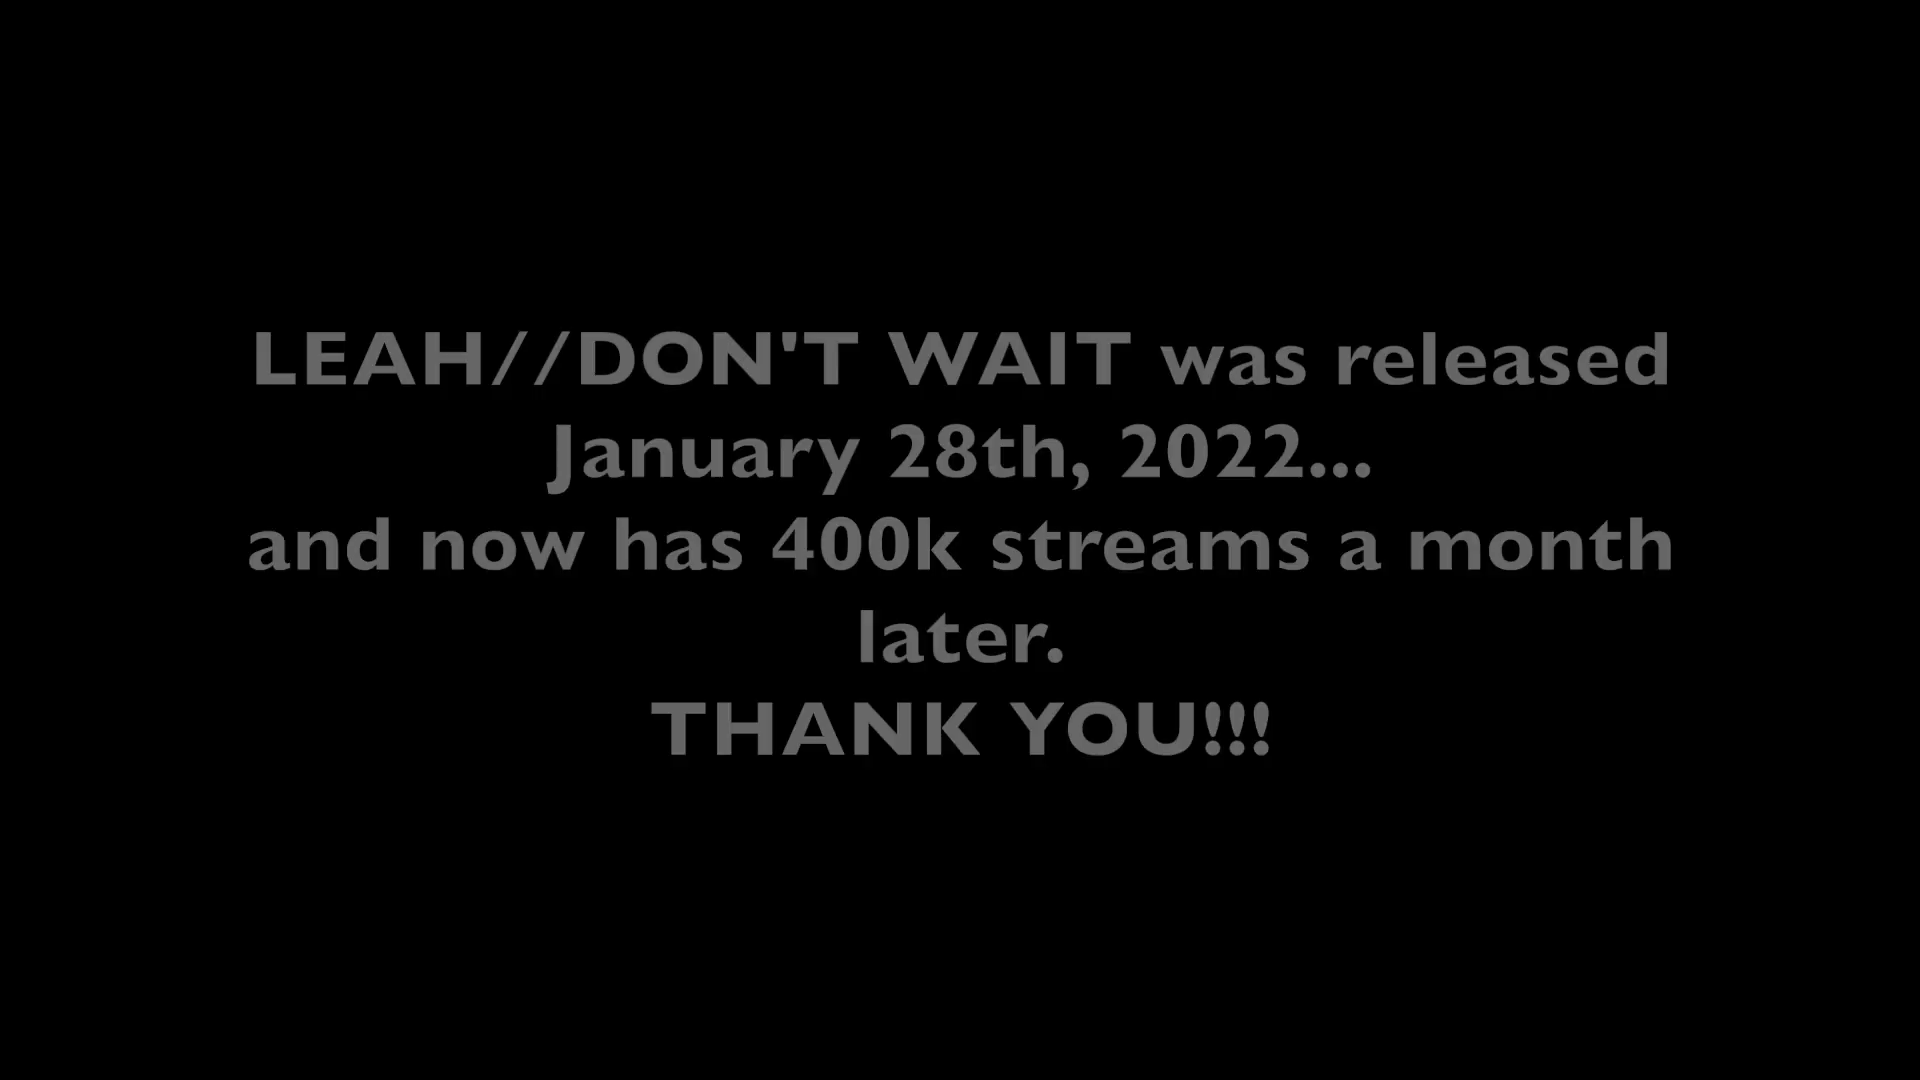 LEAH//DON'T WAIT was released
January 28th, 2022...
and now has 400k streams a month
later.
THANK YOU!!!